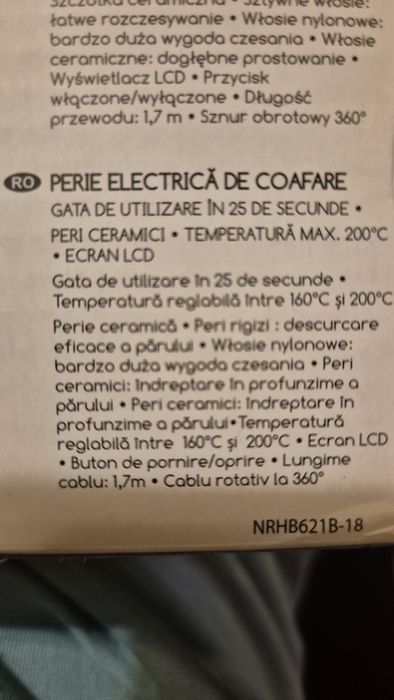 Szczotka ceramiczna • Sztywne włosie:
łatwe rozczesywanie • Włosie nylonowe:
bardzo duża wygoda czesania • Włosie
ceramiczne: dogłębne prostowanie •
Wyświetlacz LCD • Przycisk
włączone/wyłączone • Długość
przewodu: 1,7 m • Sznur obrotowy 360°
RO PERIE ELECTRICĂ DE COAFARE
GATA DE UTILIZARE ÎN 25 DE SECUNDE •
PERI CERAMICI • TEMPERATURĂ MAX. 200°C
• ECRAN LCD
Gata de utilizare în 25 de secunde •
Temperatură reglabilă între 160°C și 200°C
Perie ceramică • Peri rigizi : descurcare
eficace a părului • Włosie nylonowe:
bardzo duża wygoda czesania • Peri
ceramici: îndreptare în profunzime a
părului • Peri ceramici: îndreptare în
profunzime a părului•Temperatură
reglabilă între 160°C și 200°C • Ecran LCD
• Buton de pornire/oprire • Lungime
cablu: 1,7m • Cablu rotativ la 360°
NRHB621B-18